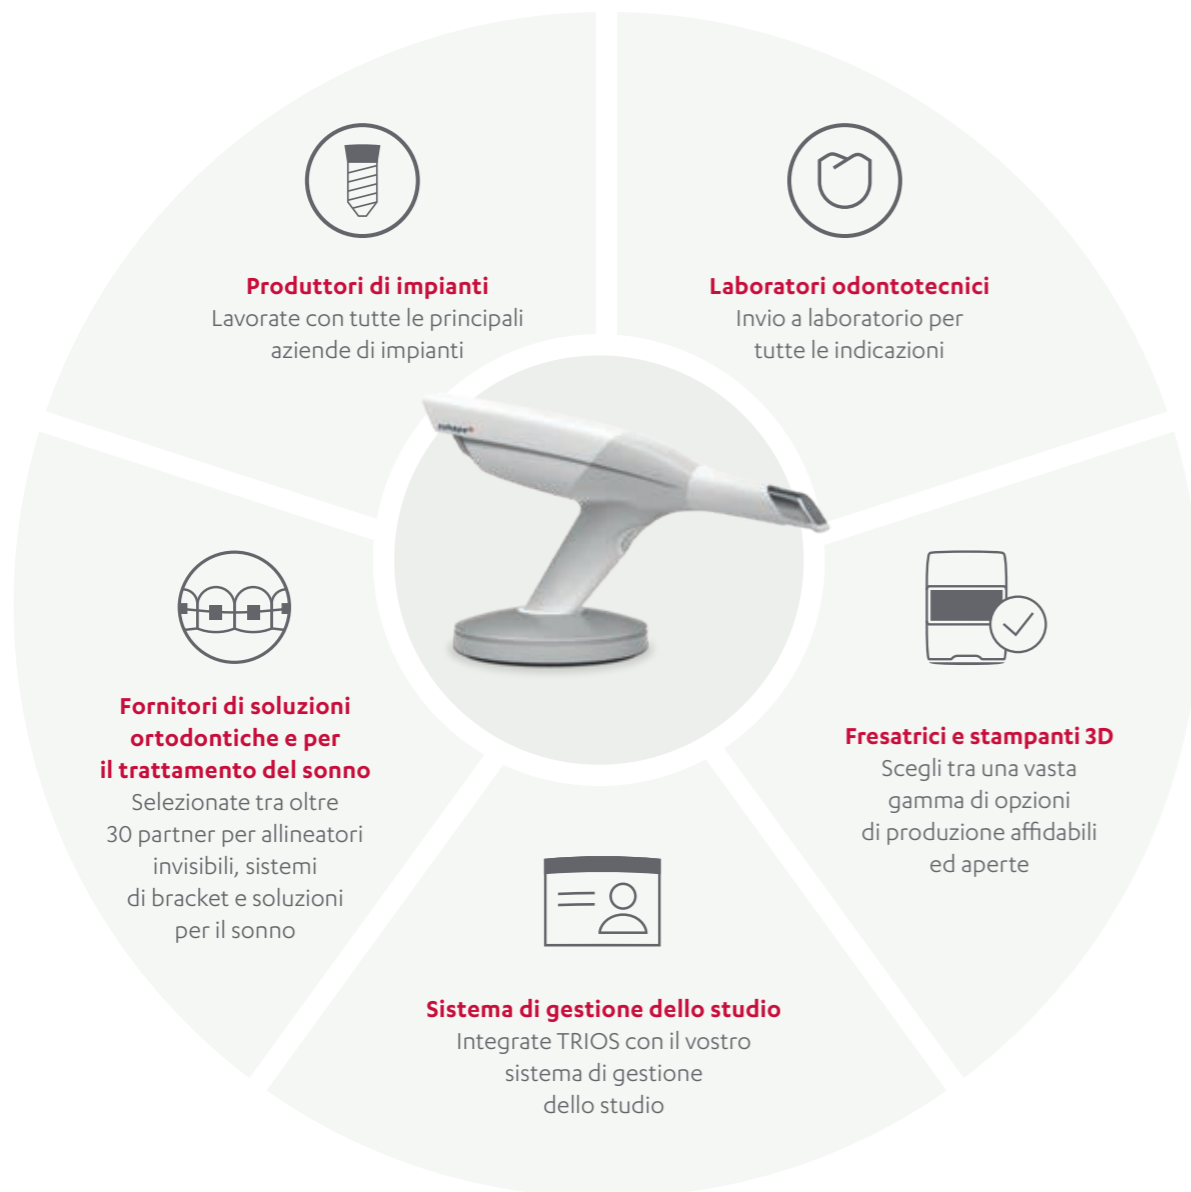 Produttori di impianti
Lavorate con tutte le principali
aziende di impianti
Laboratori odontotecnici
Invio a laboratorio per
tutte le indicazioni
3shape
Fornitori di soluzioni
ortodontiche e per
il trattamento del sonno
Selezionate tra oltre
30 partner per allineatori
invisibili, sistemi
di bracket e soluzioni
per il sonno
Fresatrici e stampanti 3D
Scegli tra una vasta
gamma di opzioni
di produzione affidabili
ed aperte
Sistema di gestione dello studio
Integrate TRIOS con il vostro
sistema di gestione
dello studio